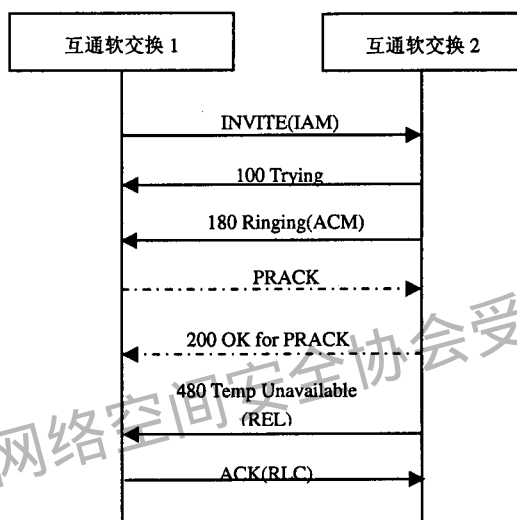 互通软交换 1
互通软交换 2
INVITE(IAM)
100 Trying
180 Ringing(ACM)
PRACK
200 OK for PRACK
480 Temp Unavailable
(REL)
ACK(RLC)
网络空间安全协会受